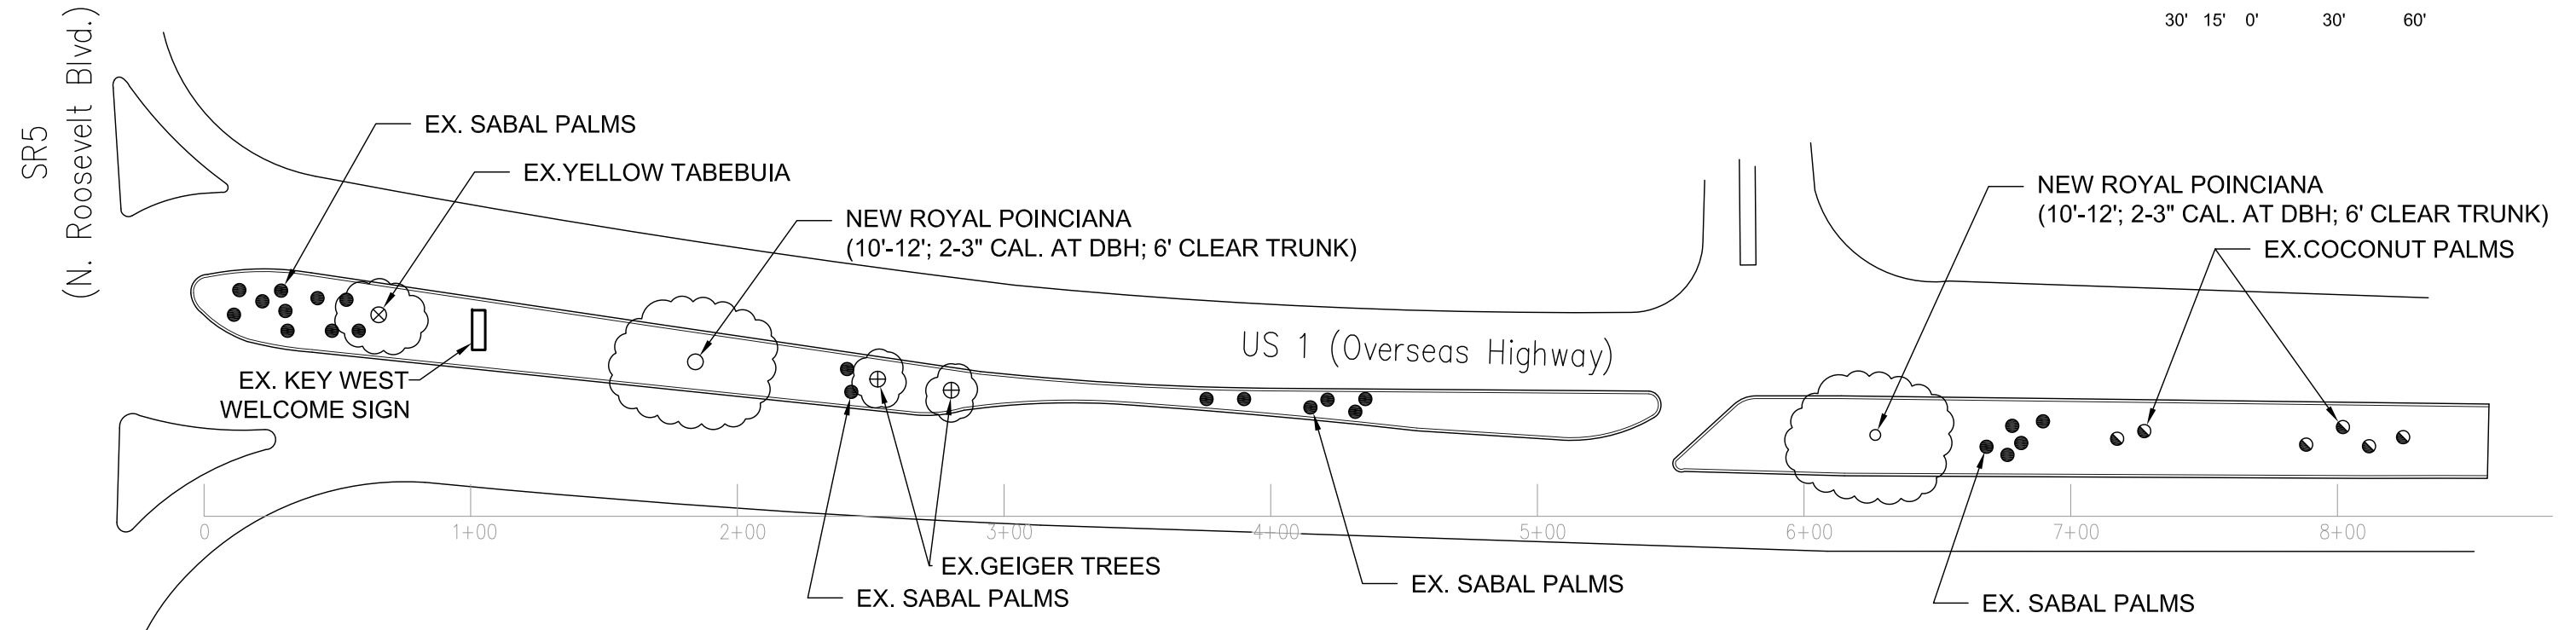 30' 15' 0' 30' 60'
SR5
(N. Roosevelt Blvd.)
EX. SABAL PALMS
EX.YELLOW TABEBUIA
NEW ROYAL POINCIANA
(10'-12'; 2-3" CAL. AT DBH; 6' CLEAR TRUNK)
NEW ROYAL POINCIANA
(10'-12'; 2-3" CAL. AT DBH; 6' CLEAR TRUNK)
EX.COCONUT PALMS
US 1 (Overseas Highway)
EX. KEY WEST
WELCOME SIGN
0 1+00 2+00 3+00 4+00 5+00 6+00 7+00 8+00
EX.GEIGER TREES
EX. SABAL PALMS
EX. SABAL PALMS
EX. SABAL PALMS